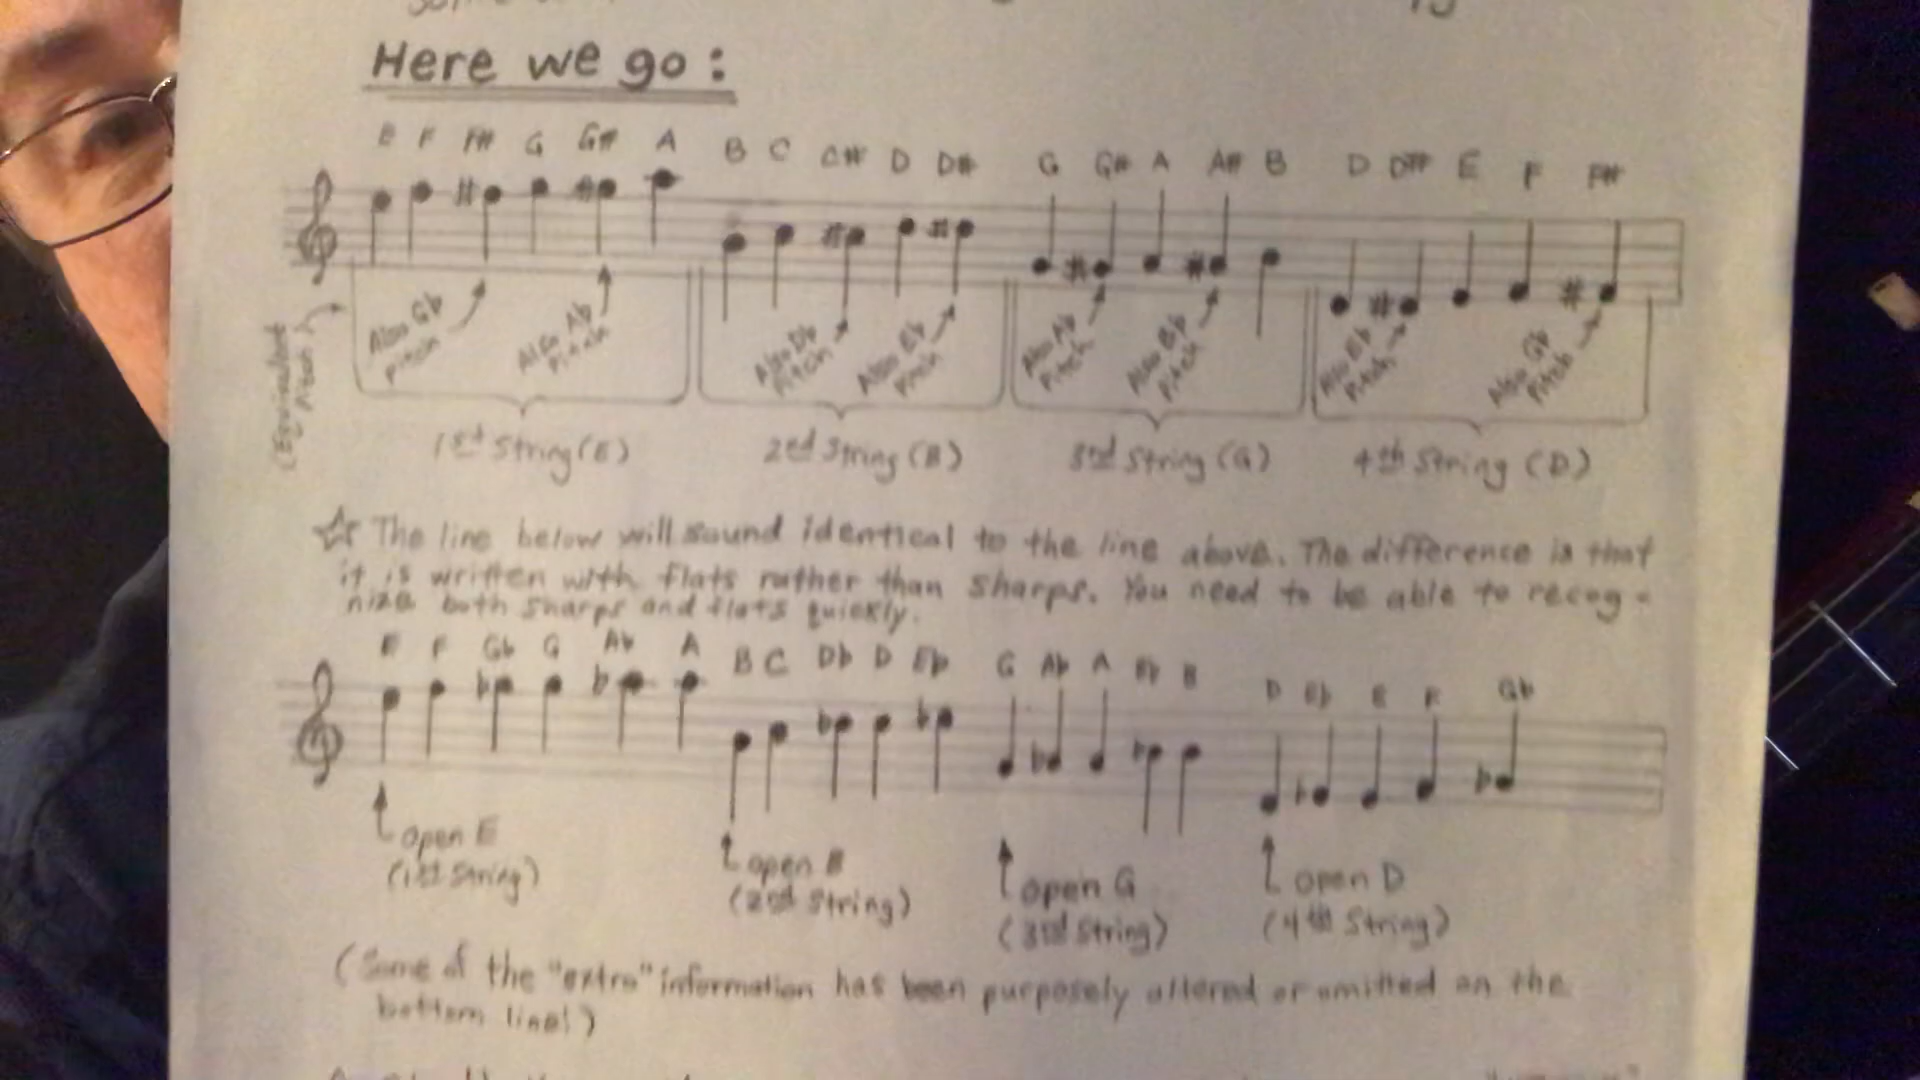 Here we go:
E F F# G G# A B C C# D D# G G# A A# B D D# E F F#
Also Gb Pitch Also Ab Pitch Also Db Pitch Also Eb Pitch Also Ab Pitch Also Bb Pitch Also Eb Pitch Also Gb Pitch
(Equivalent Pitch)
1st String (E) 2ed String (B) 3rd String (G) 4th String (D)
☆ The line below will sound identical to the line above. The difference is that
it is written with flats rather than sharps. You need to be able to recog-
nize both sharps and flats quickly.
E F Gb G Ab A B C Db D Eb G Ab A B D Eb E F Gb
open E open B open G open D
(1st String) (2nd String) (3rd String) (4th String)
(Some of the "extra" information has been purposely altered or omitted on the
bottom line!)